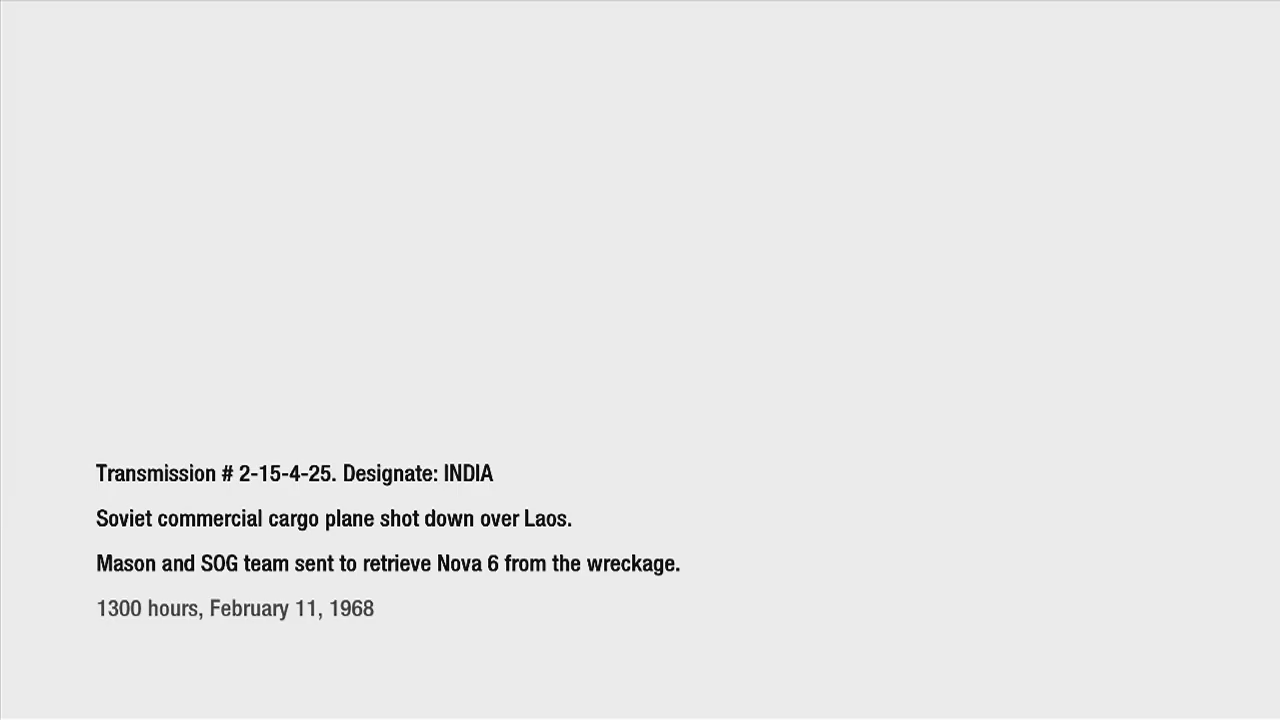 Transmission # 2-15-4-25. Designate: INDIA
Soviet commercial cargo plane shot down over Laos.
Mason and SOG team sent to retrieve Nova 6 from the wreckage.
1300 hours, February 11, 1968